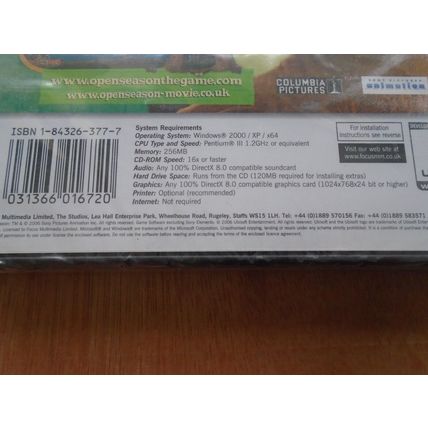 www.openseasonthegame.com
www.openseason-movie.co.uk
COLUMBIA
PICTURES
SONY PICTURES
animation
ISBN 1-84326-377-7
031366 016720
System Requirements
Operating System: Windows® 2000 / XP / x64
CPU Type and Speed: Pentium® III 1.2GHz or equivalent
Memory: 256MB
CD-ROM Speed: 16x or faster
Audio: Any 100% DirectX 8.0 compatible soundcard
Hard Drive Space: Runs from the CD (120MB required for installing extras)
Graphics: Any 100% DirectX 8.0 compatible graphics card (1024x768x24 bit or higher)
Printer: Optional (recommended)
Internet: Not required
For installation
instructions see reverse
Visit our web site at
www.focusmm.co.uk
Multimedia Limited, The Studios, Lea Hall Enterprise Park, Wheelhouse Road, Rugeley, Staffs WS15 1LH. Tel: +44 (0)1889 570156 Fax: +44 (0)1889 583571